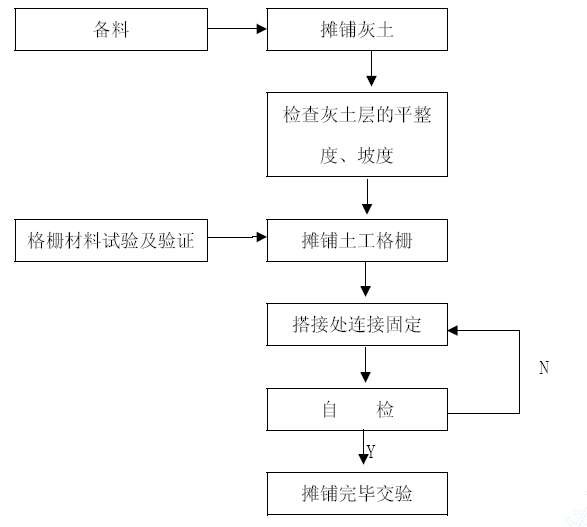 备料
摊铺灰土
检查灰土层的平整
度、坡度
格栅材料试验及验证
摊铺土工格栅
搭接处连接固定
N
自 检
Y
摊铺完毕交验